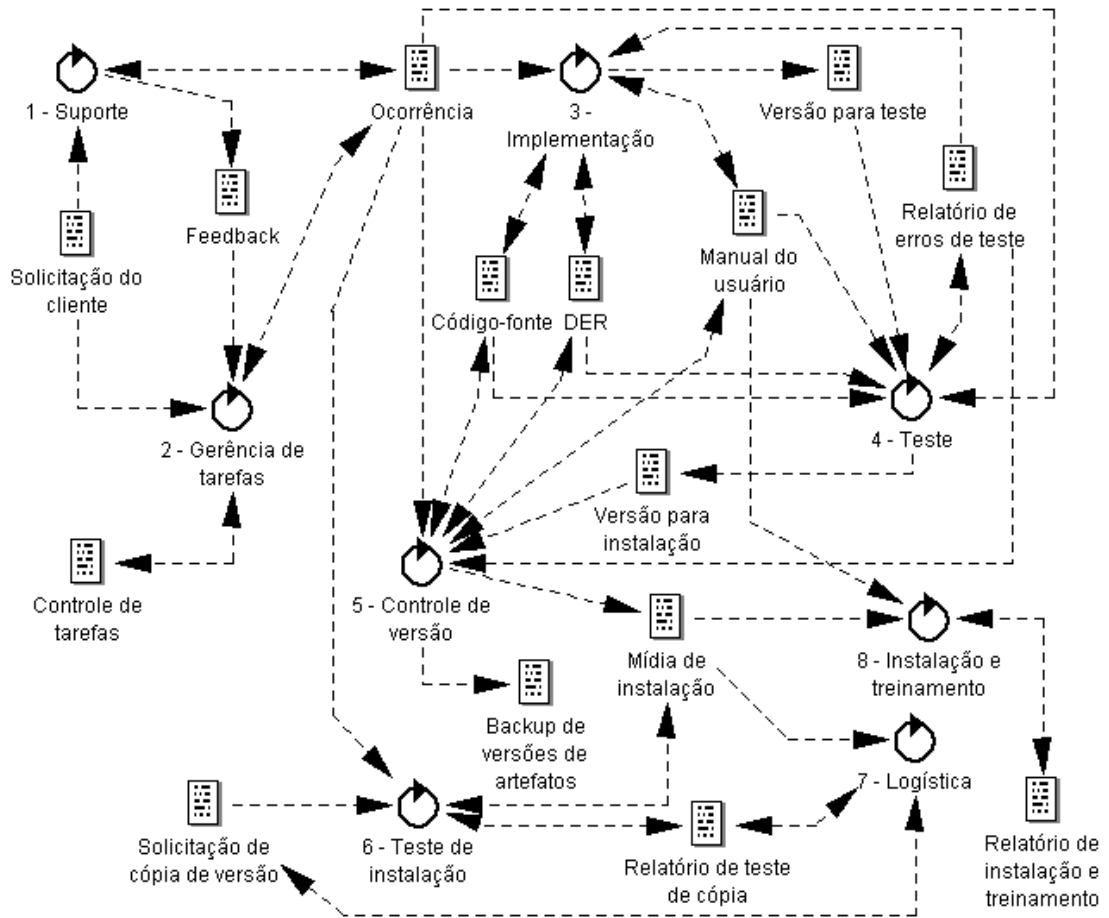 1 - Suporte
Ocorrência
3 -
Implementação
Versão para teste
Feedback
Solicitação do
cliente
Manual do
usuário
Relatório de
erros de teste
Código-fonte
DER
2 - Gerência de
tarefas
4 - Teste
Versão para
instalação
Controle de
tarefas
5 - Controle de
versão
Mídia de
instalação
8 - Instalação e
treinamento
Backup de
versões de
artefatos
7 - Logística
Solicitação de
cópia de versão
6 - Teste de
instalação
Relatório de teste
de cópia
Relatório de
instalação e
treinamento